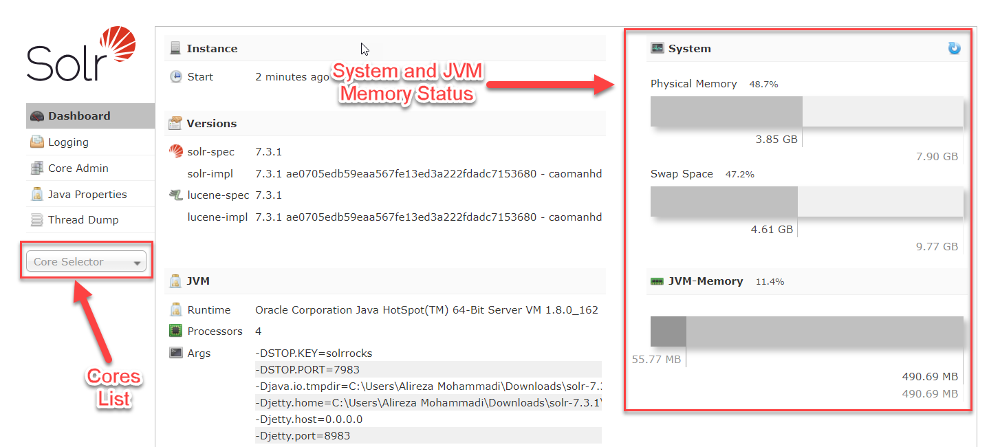 Solr
Dashboard
Logging
Core Admin
Java Properties
Thread Dump
Core Selector
Cores
List
Instance
Start 2 minutes ago
System and JVM
Memory Status
Versions
solr-spec 7.3.1
solr-impl 7.3.1 ae0705edb59eaa567fe13ed3a222fdadc7153680 - caomanhd
lucene-spec 7.3.1
lucene-impl 7.3.1 ae0705edb59eaa567fe13ed3a222fdadc7153680 - caomanhd
JVM
Runtime Oracle Corporation Java HotSpot(TM) 64-Bit Server VM 1.8.0_162
Processors 4
Args -DSTOP.KEY=solrrocks
-DSTOP.PORT=7983
-Djava.io.tmpdir=C:\Users\Alireza Mohammadi\Downloads\solr-7.
-Djetty.home=C:\Users\Alireza Mohammadi\Downloads\solr-7.3.1\
-Djetty.host=0.0.0.0
-Djetty.port=8983
System
Physical Memory 48.7%
3.85 GB
7.90 GB
Swap Space 47.2%
4.61 GB
9.77 GB
JVM-Memory 11.4%
55.77 MB
490.69 MB
490.69 MB